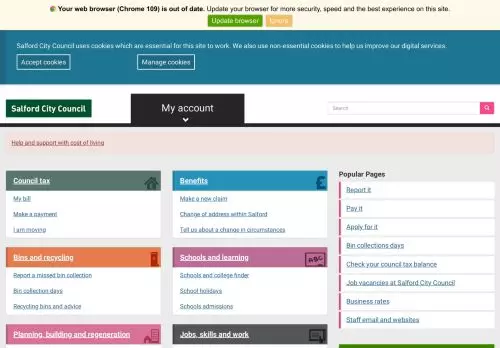 Your web browser (Chrome 109) is out of date. Update your browser for more security, speed and the best experience on this site.
Update browser
Ignore
Salford City Council uses cookies which are essential for this site to work. We also use non-essential cookies to help us improve our digital services.
Accept cookies
Manage cookies
Salford City Council
My account
Search
Help and support with cost of living
Council tax
My bill
Make a payment
I am moving
Benefits
Make a new claim
Change of address within Salford
Tell us about a change in circumstances
Bins and recycling
Report a missed bin collection
Bin collection days
Recycling bins and advice
Schools and learning
ABC
Schools and college finder
School holidays
Schools admissions
Planning, building and regeneration
Jobs, skills and work
Popular Pages
Report it
Pay it
Apply for it
Bin collections days
Check your council tax balance
Job vacancies at Salford City Council
Business rates
Staff email and websites